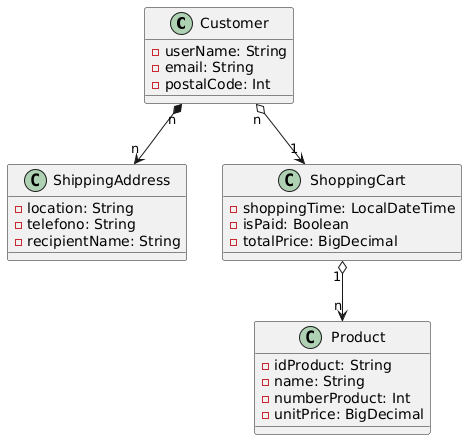 C Customer
userName: String
email: String
postalCode: Int
n n
n 1
C ShippingAddress
location: String
telefono: String
recipientName: String
C ShoppingCart
shoppingTime: LocalDateTime
isPaid: Boolean
totalPrice: BigDecimal
1
n
C Product
idProduct: String
name: String
numberProduct: Int
unitPrice: BigDecimal